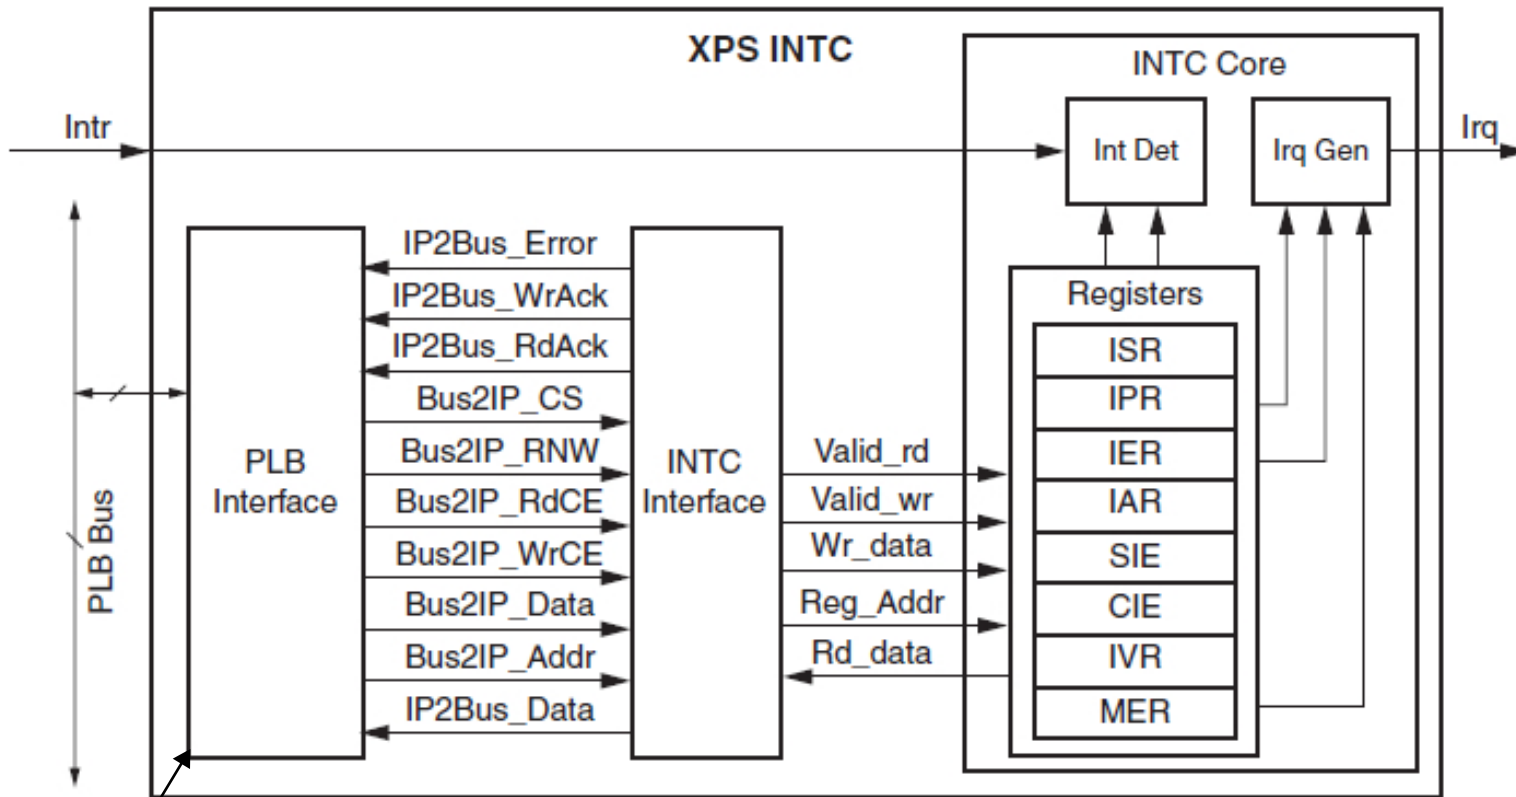 XPS INTC
INTC Core
Intr
Int Det
Irq Gen
Irq
PLB Bus
PLB
Interface
IP2Bus_Error
IP2Bus_WrAck
IP2Bus_RdAck
Bus2IP_CS
Bus2IP_RNW
Bus2IP_RdCE
Bus2IP_WrCE
Bus2IP_Data
Bus2IP_Addr
IP2Bus_Data
INTC
Interface
Valid_rd
Valid_wr
Wr_data
Reg_Addr
Rd_data
Registers
ISR
IPR
IER
IAR
SIE
CIE
IVR
MER